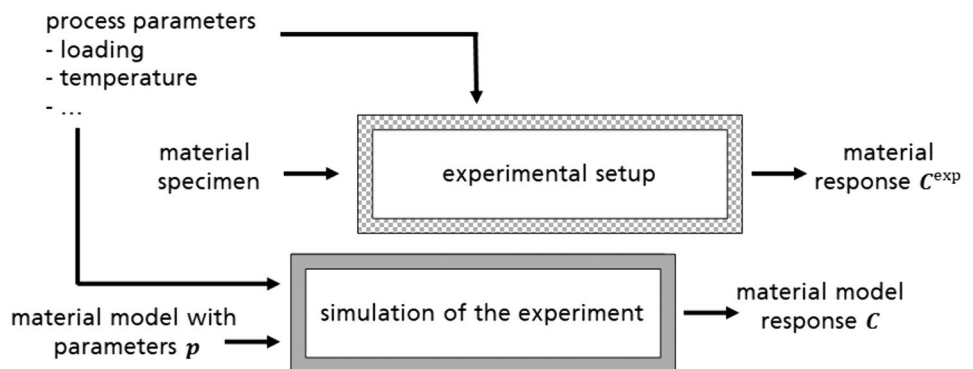 process parameters
- loading
- temperature
- ...
material
specimen
experimental setup
material
response C^exp
material model with
parameters p
simulation of the experiment
material model
response C